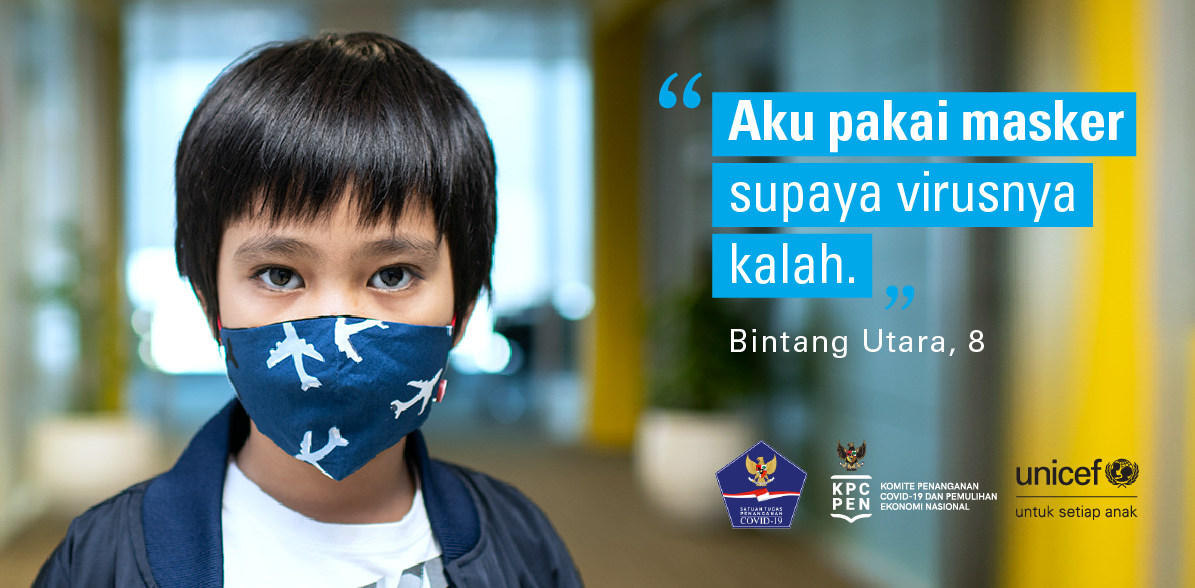 “
Aku pakai masker
supaya virusnya
kalah.
”
Bintang Utara, 8
SATUAN TUGAS
PENANGANAN
COVID-19
KPC
PEN
KOMITE PENANGANAN
COVID-19 DAN PEMULIHAN
EKONOMI NASIONAL
unicef
untuk setiap anak